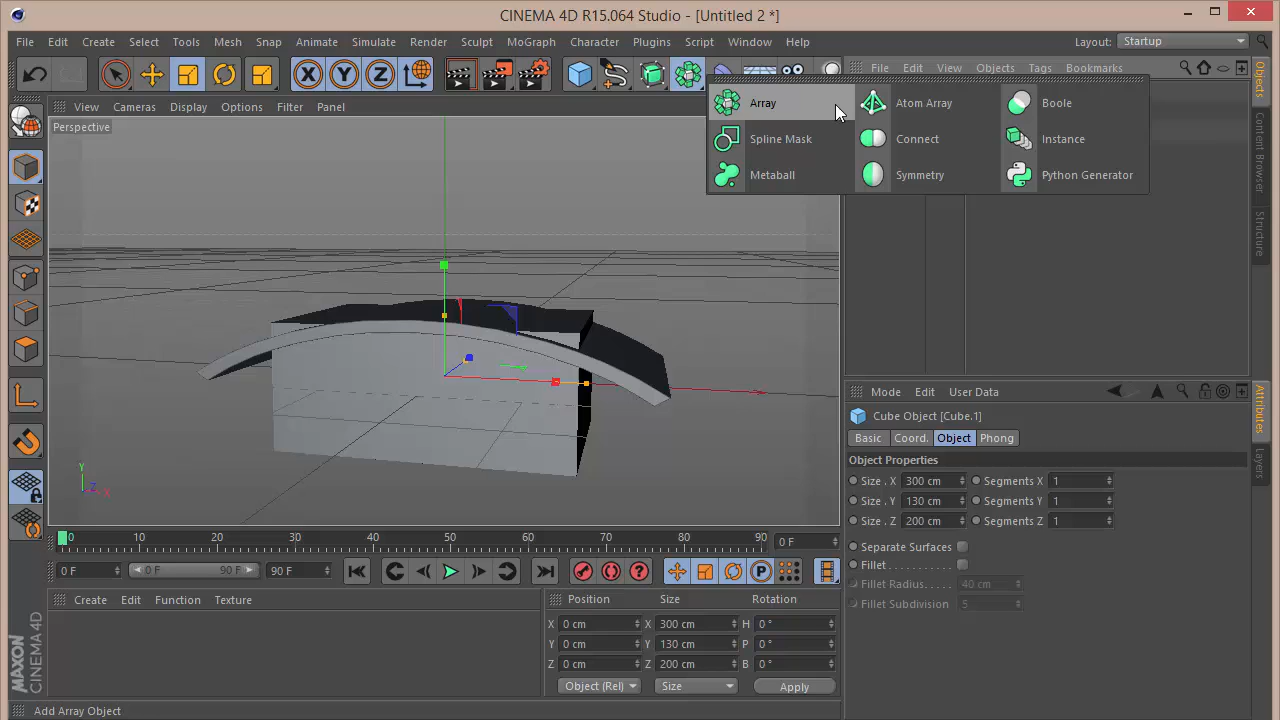 CINEMA 4D R15.064 Studio - [Untitled 2 *]
File Edit Create Select Tools Mesh Snap Animate Simulate Render Sculpt MoGraph Character Plugins Script Window Help Layout: Startup
X Y Z
File Edit View Objects Tags Bookmarks
View Cameras Display Options Filter Panel
Perspective
Array Atom Array Boole
Spline Mask Connect Instance
Metaball Symmetry Python Generator
Objects
Content Browser
Structure
Attributes
Layers
Mode Edit User Data
Cube Object [Cube.1]
Basic Coord. Object Phong
Object Properties
Size . X 300 cm Segments X 1
Size . Y 130 cm Segments Y 1
Size . Z 200 cm Segments Z 1
Separate Surfaces
Fillet . . . . . . . . . . .
Fillet Radius. . . . . 40 cm
Fillet Subdivision 5
Y
Z
X
0 10 20 30 40 50 60 70 80 90 0 F
0 F 0 F 90 F 90 F
Create Edit Function Texture
Position Size Rotation
X 0 cm X 300 cm H 0 °
Y 0 cm Y 130 cm P 0 °
Z 0 cm Z 200 cm B 0 °
Object (Rel) Size Apply
MAXON
CINEMA 4D
Add Array Object